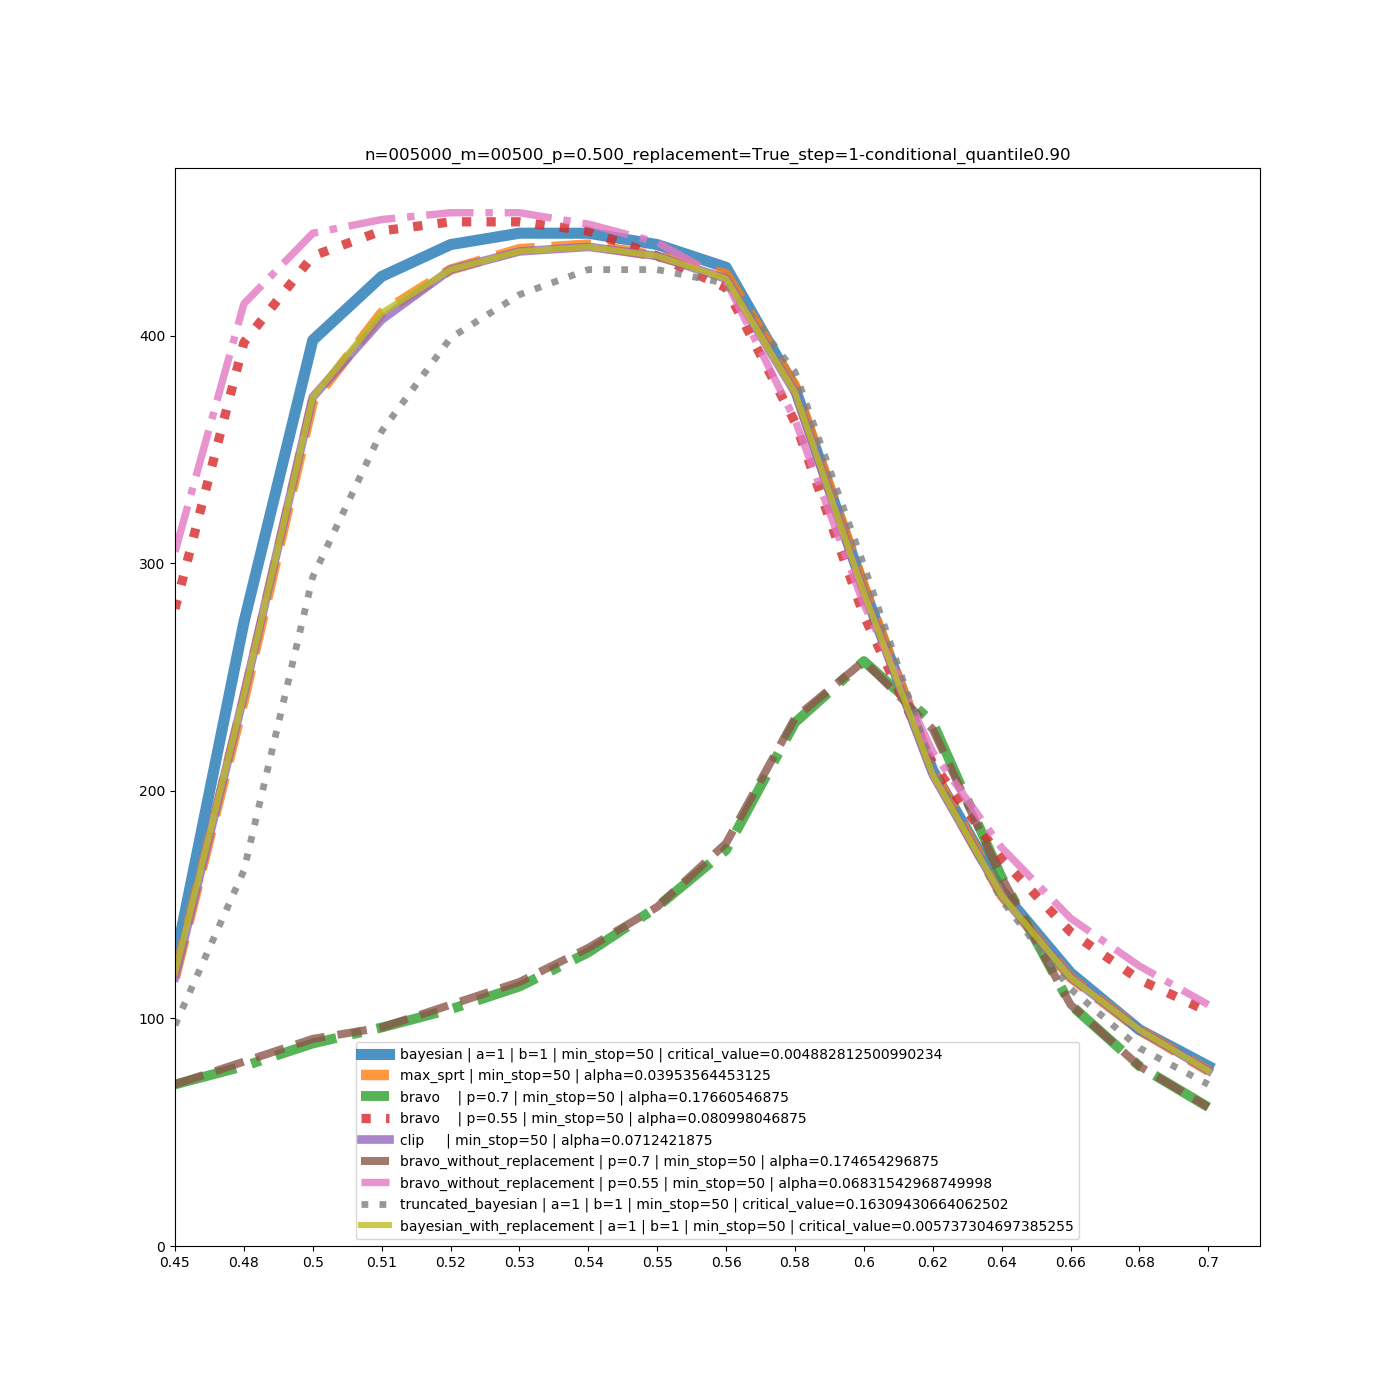 n=005000_m=00500_p=0.500_replacement=True_step=1-conditional_quantile0.90
400
300
200
100
0
bayesian | a=1 | b=1 | min_stop=50 | critical_value=0.004882812500990234
max_sprt | min_stop=50 | alpha=0.03953564453125
bravo    | p=0.7 | min_stop=50 | alpha=0.17660546875
bravo    | p=0.55 | min_stop=50 | alpha=0.080998046875
clip     | min_stop=50 | alpha=0.0712421875
bravo_without_replacement | p=0.7 | min_stop=50 | alpha=0.174654296875
bravo_without_replacement | p=0.55 | min_stop=50 | alpha=0.06831542968749998
truncated_bayesian | a=1 | b=1 | min_stop=50 | critical_value=0.16309430664062502
bayesian_with_replacement | a=1 | b=1 | min_stop=50 | critical_value=0.005737304697385255
0.45 0.48 0.5 0.51 0.52 0.53 0.54 0.55 0.56 0.58 0.6 0.62 0.64 0.66 0.68 0.7